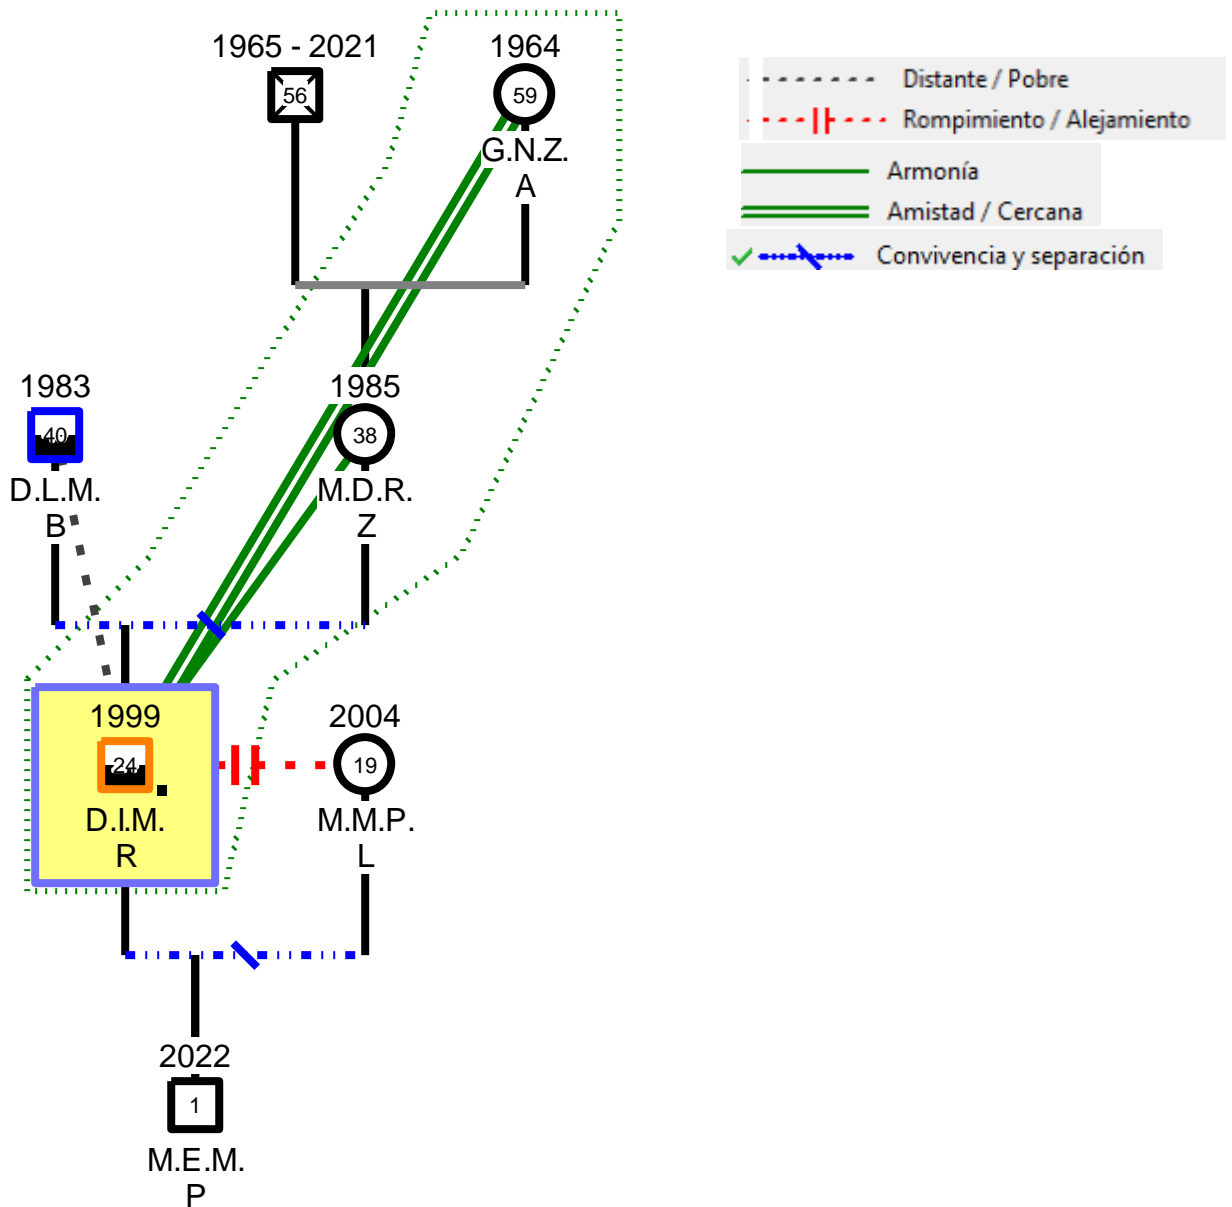 1965 - 2021
56
1964
59
G.N.Z.
A
Distante / Pobre
Rompimiento / Alejamiento
Armonía
Amistad / Cercana
Convivencia y separación
1983
40
D.L.M.
B
1985
38
M.D.R.
Z
1999
24
D.I.M.
R
2004
19
M.M.P.
L
2022
1
M.E.M.
P